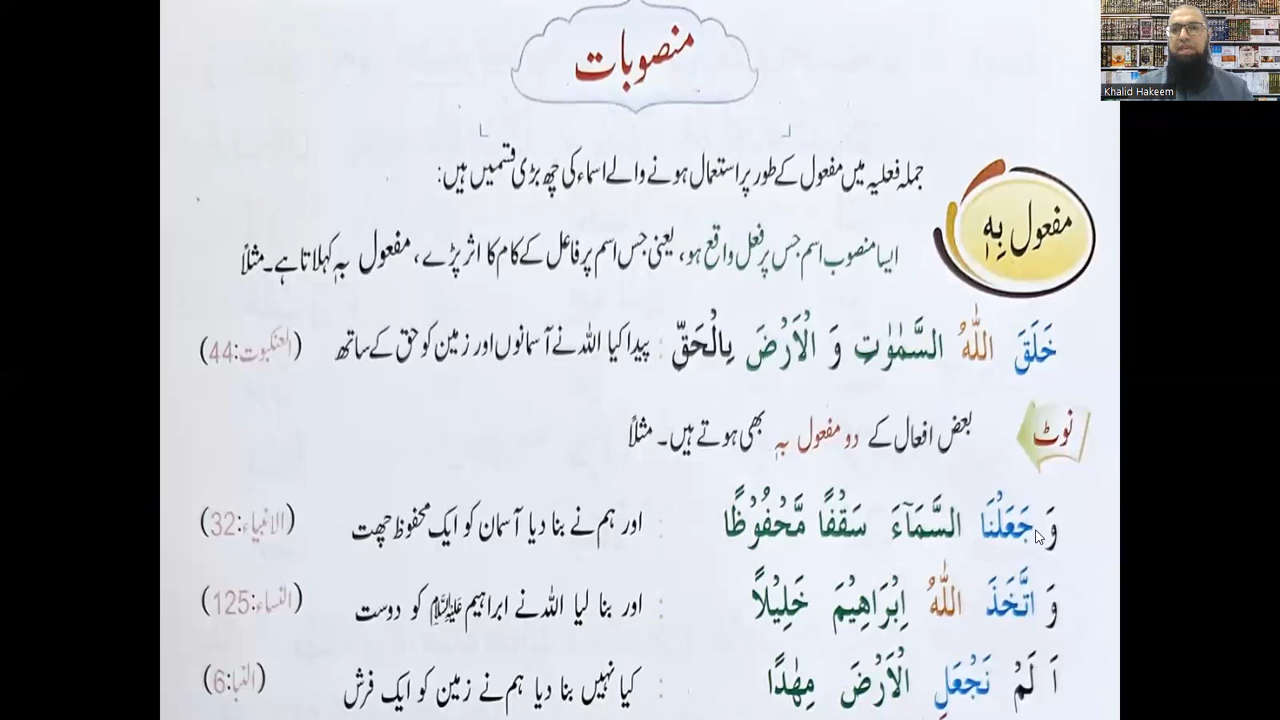 Khalid Hakeem
منصوبات
مفعول بِهٖ
جملہ فعلیہ میں مفعول کے طور پر استعمال ہونے والے اسماء کی چھ بڑی قسمیں ہیں:
ایسا منصوب اسم جس پر فعل واقع ہو، یعنی جس اسم پر فاعل کے کام کا اثر پڑے، مفعول بہٖ کہلاتا ہے۔ مثلاً
خَلَقَ اللّٰهُ السَّمٰوٰتِ وَ الْاَرْضَ بِالْحَقِّ : پیدا کیا اللہ نے آسمانوں اور زمین کو حق کے ساتھ (العنکبوت:44)
نوٹ بعض افعال کے دو مفعول بہٖ بھی ہوتے ہیں۔ مثلاً
وَ جَعَلْنَا السَّمَآءَ سَقْفًا مَّحْفُوْظًا : اور ہم نے بنا دیا آسمان کو ایک محفوظ چھت (الانبیاء:32)
وَ اتَّخَذَ اللّٰهُ اِبْرَاهِيْمَ خَلِيْلًا : اور بنا لیا اللہ نے ابراہیم علیہ السلام کو دوست (النساء:125)
اَ لَمْ نَجْعَلِ الْاَرْضَ مِهٰدًا : کیا نہیں بنا دیا ہم نے زمین کو ایک فرش (النبا:6)